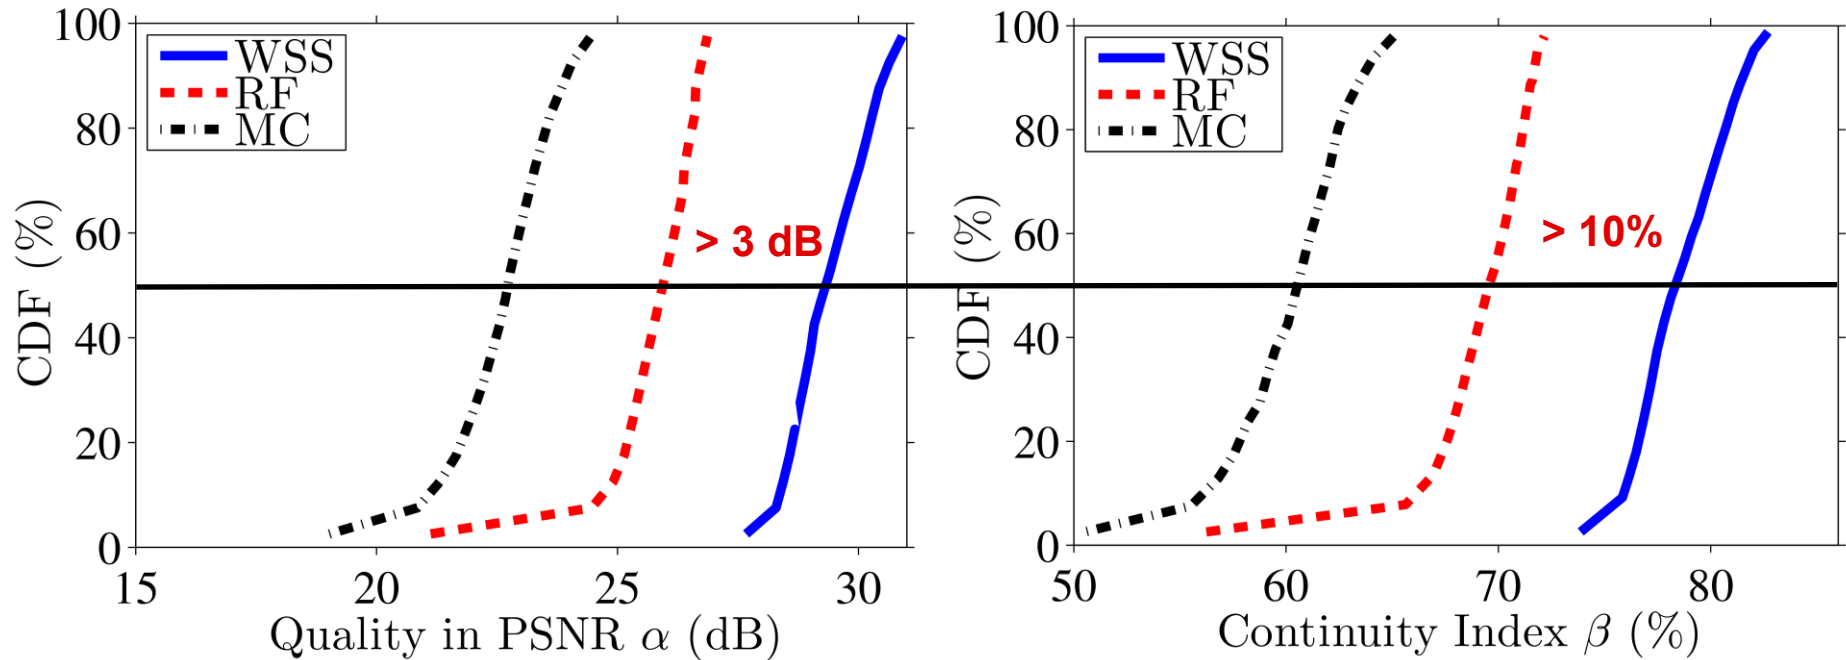 100
80
60
40
20
0
CDF (%)
WSS
RF
MC
> 3 dB
15 20 25 30
Quality in PSNR α (dB)
100
80
60
40
20
0
CDF (%)
WSS
RF
MC
> 10%
50 60 70 80
Continuity Index β (%)